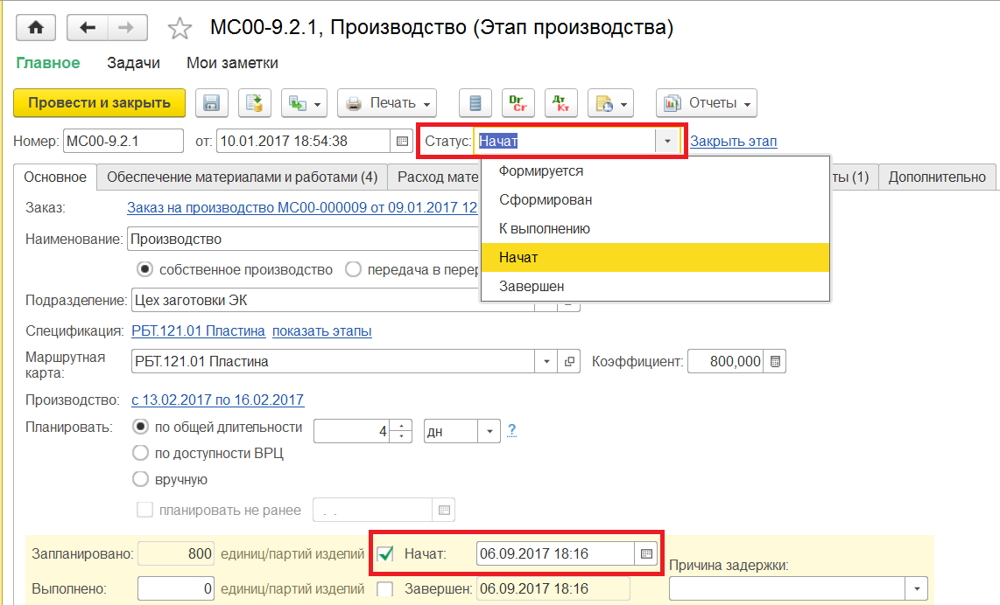 МС00-9.2.1, Производство (Этап производства)
Главное Задачи Мои заметки
Провести и закрыть Печать Dr Cr Дт Кт Отчеты
Номер: МС00-9.2.1 от: 10.01.2017 18:54:38 Статус: Начат Закрыть этап
Основное Обеспечение материалами и работами (4) Расход мате ты (1) Дополнительно
Формируется
Сформирован
К выполнению
Начат
Завершен
Заказ: Заказ на производство МС00-000009 от 09.01.2017 12
Наименование: Производство
собственное производство передача в перер
Подразделение: Цех заготовки ЭК
Спецификация: РБТ.121.01 Пластина показать этапы
Маршрутная
карта: РБТ.121.01 Пластина Коэффициент: 800,000
Производство: с 13.02.2017 по 16.02.2017
Планировать: по общей длительности 4 дн ?
по доступности ВРЦ
вручную
планировать не ранее . .
Запланировано: 800 единиц/партий изделий Начат: 06.09.2017 18:16 Причина задержки:
Выполнено: 0 единиц/партий изделий Завершен: 06.09.2017 18:16